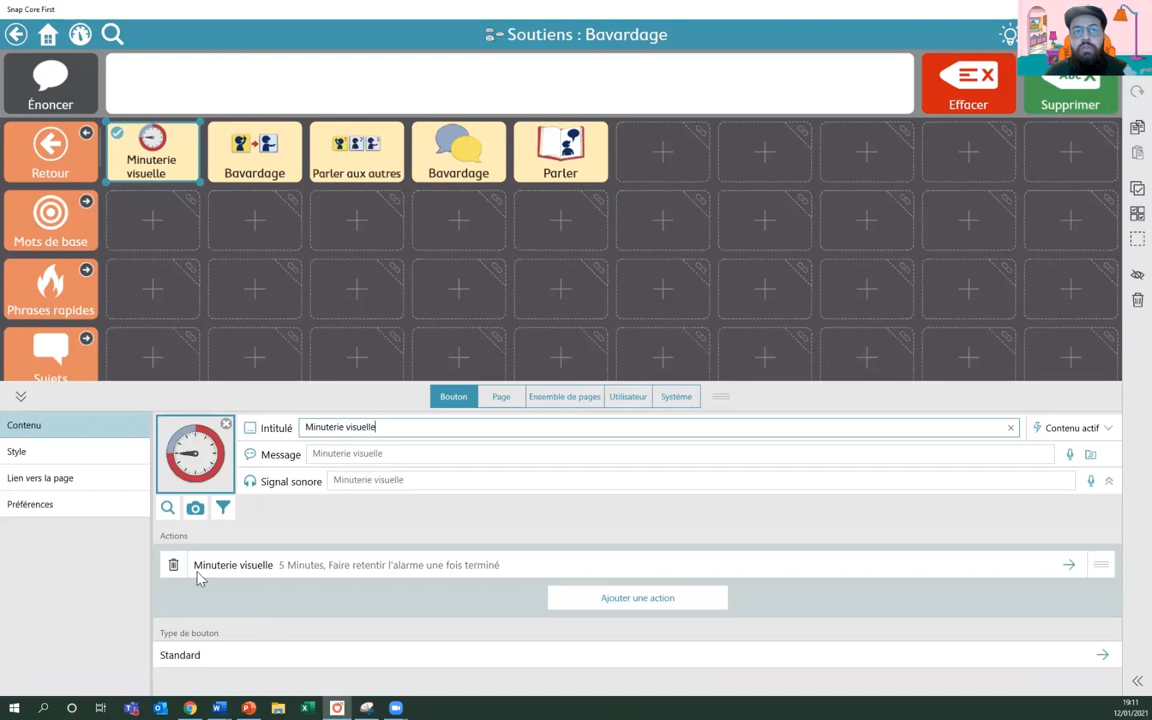 Snap Core First
Soutiens : Bavardage
Énoncer
Effacer
Supprimer
Retour
Minuterie
visuelle
Bavardage
Parler aux autres
Bavardage
Parler
Mots de base
Phrases rapides
Sujets
Bouton
Page
Ensemble de pages
Utilisateur
Système
Contenu
Style
Lien vers la page
Préférences
Intitulé
Minuterie visuelle
Contenu actif
Message
Minuterie visuelle
Signal sonore
Minuterie visuelle
Actions
Minuterie visuelle 5 Minutes, Faire retentir l'alarme une fois terminé
Ajouter une action
Type de bouton
Standard
19:11
12/01/2021